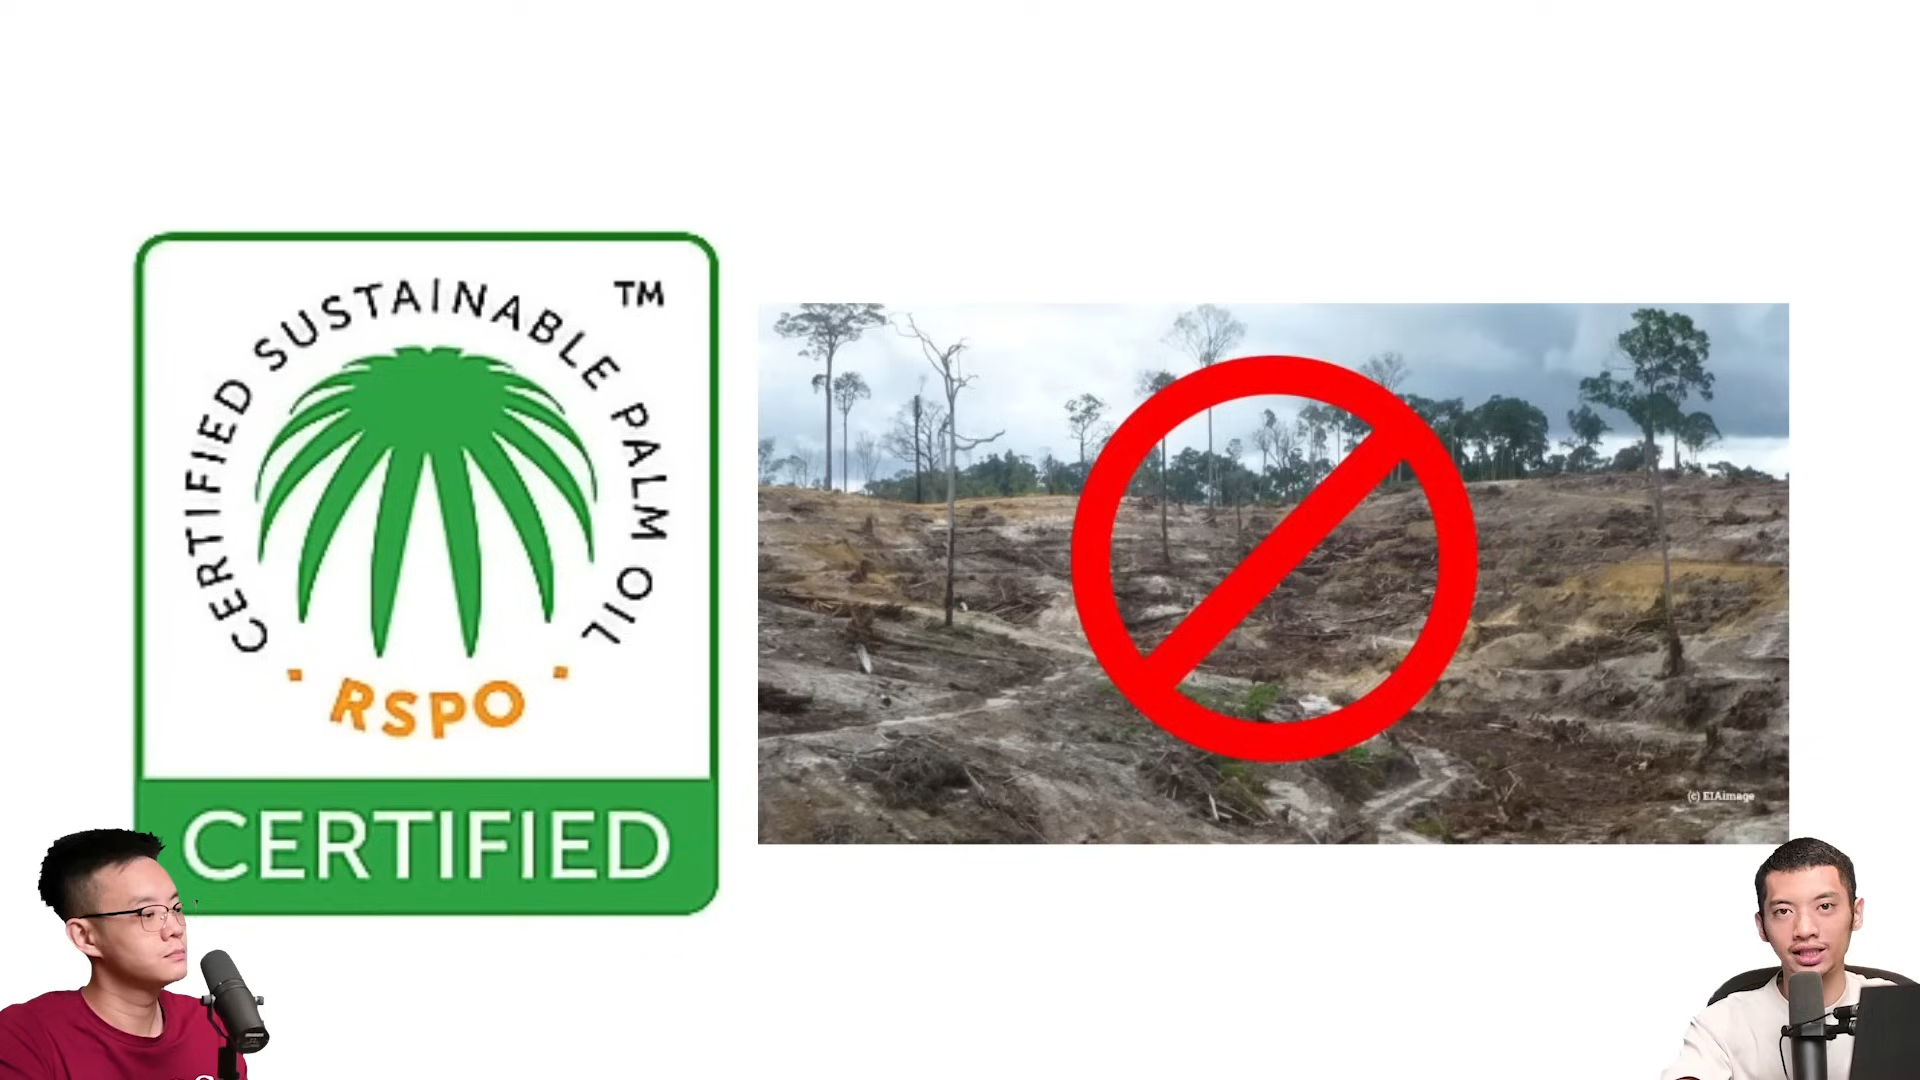 CERTIFIED SUSTAINABLE PALM OIL
TM
RSPO
CERTIFIED
(c) EIAimage